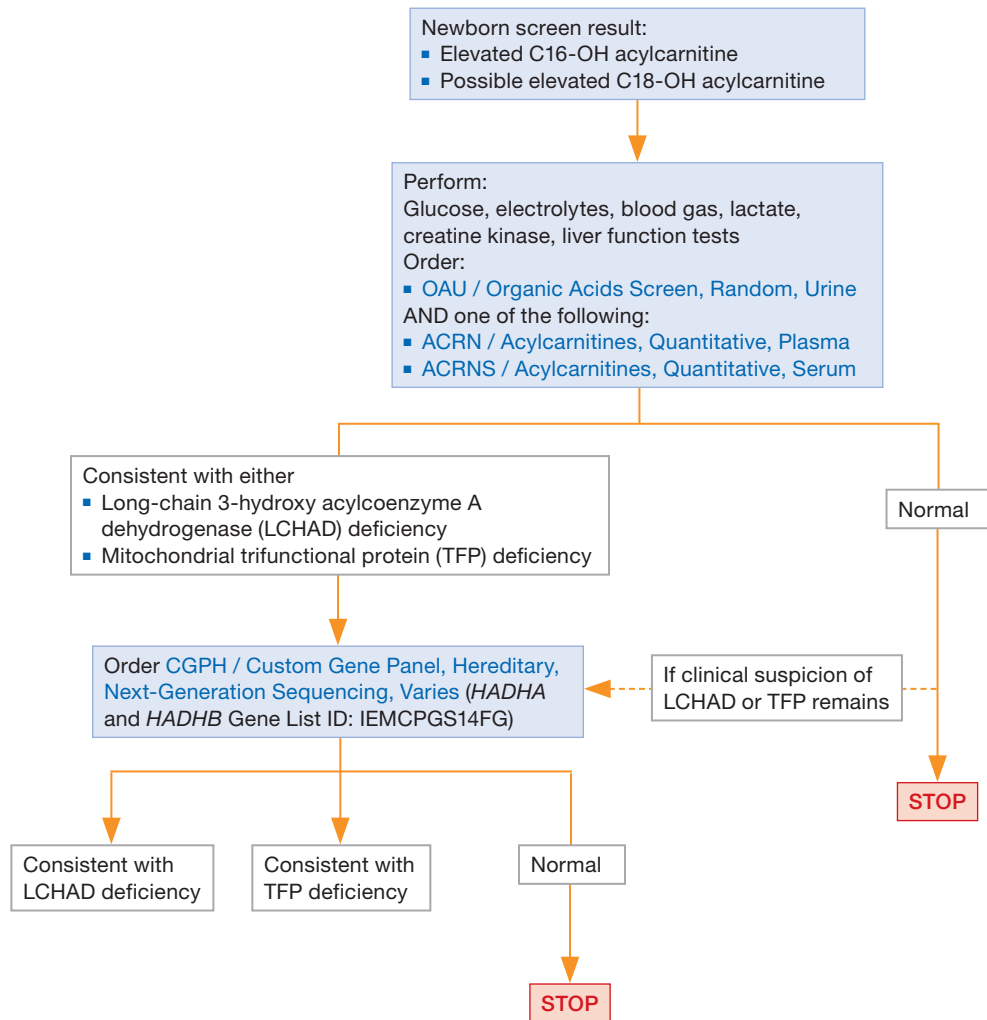 Newborn screen result:
▪ Elevated C16-OH acylcarnitine
▪ Possible elevated C18-OH acylcarnitine
Perform:
Glucose, electrolytes, blood gas, lactate,
creatine kinase, liver function tests
Order:
▪ OAU / Organic Acids Screen, Random, Urine
AND one of the following:
▪ ACRN / Acylcarnitines, Quantitative, Plasma
▪ ACRNS / Acylcarnitines, Quantitative, Serum
Consistent with either
▪ Long-chain 3-hydroxy acylcoenzyme A
dehydrogenase (LCHAD) deficiency
▪ Mitochondrial trifunctional protein (TFP) deficiency
Normal
Order CGPH / Custom Gene Panel, Hereditary,
Next-Generation Sequencing, Varies (HADHA
and HADHB Gene List ID: IEMCPGS14FG)
If clinical suspicion of
LCHAD or TFP remains
STOP
Consistent with
LCHAD deficiency
Consistent with
TFP deficiency
Normal
STOP